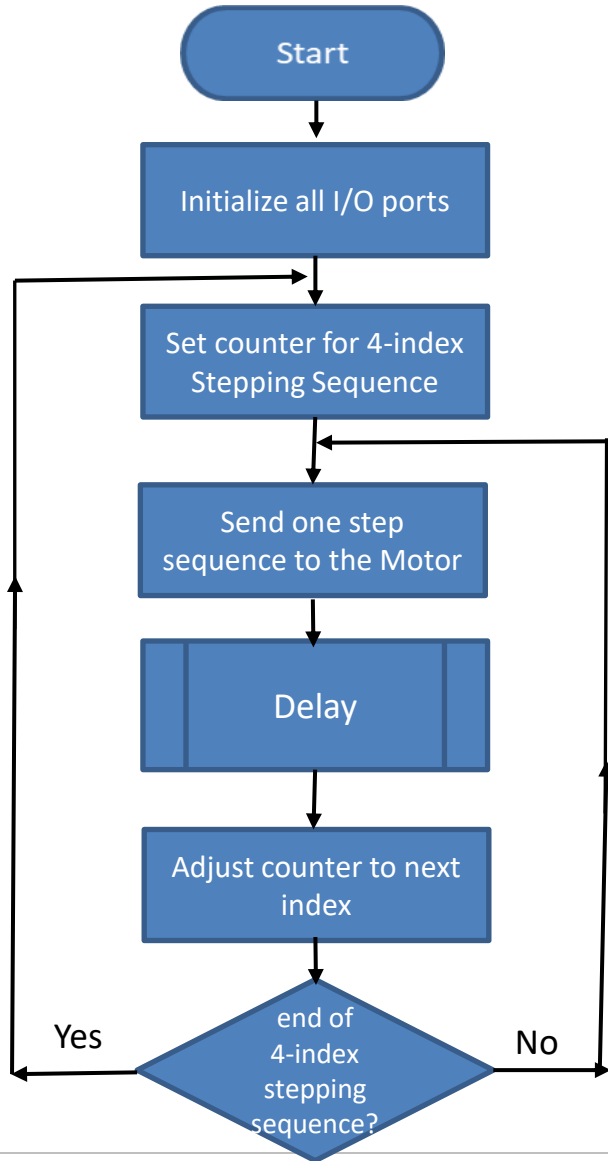 Start
Initialize all I/O ports
Set counter for 4-index
Stepping Sequence
Send one step
sequence to the Motor
Delay
Adjust counter to next
index
end of
4-index
stepping
sequence?
Yes
No